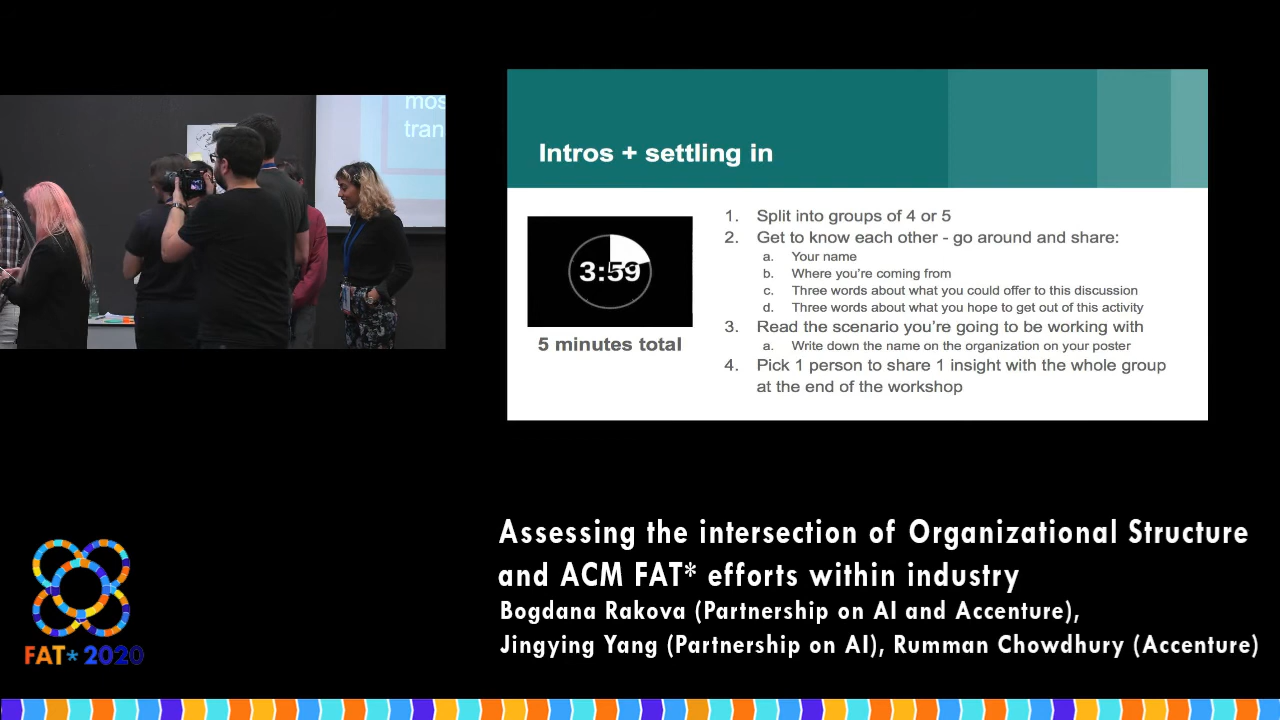 mos
tran
Intros + settling in
3:59
5 minutes total
1. Split into groups of 4 or 5
2. Get to know each other - go around and share:
a. Your name
b. Where you’re coming from
c. Three words about what you could offer to this discussion
d. Three words about what you hope to get out of this activity
3. Read the scenario you’re going to be working with
a. Write down the name on the organization on your poster
4. Pick 1 person to share 1 insight with the whole group
at the end of the workshop
Assessing the intersection of Organizational Structure
and ACM FAT* efforts within industry
Bogdana Rakova (Partnership on AI and Accenture),
Jingying Yang (Partnership on AI), Rumman Chowdhury (Accenture)
FAT* 2020